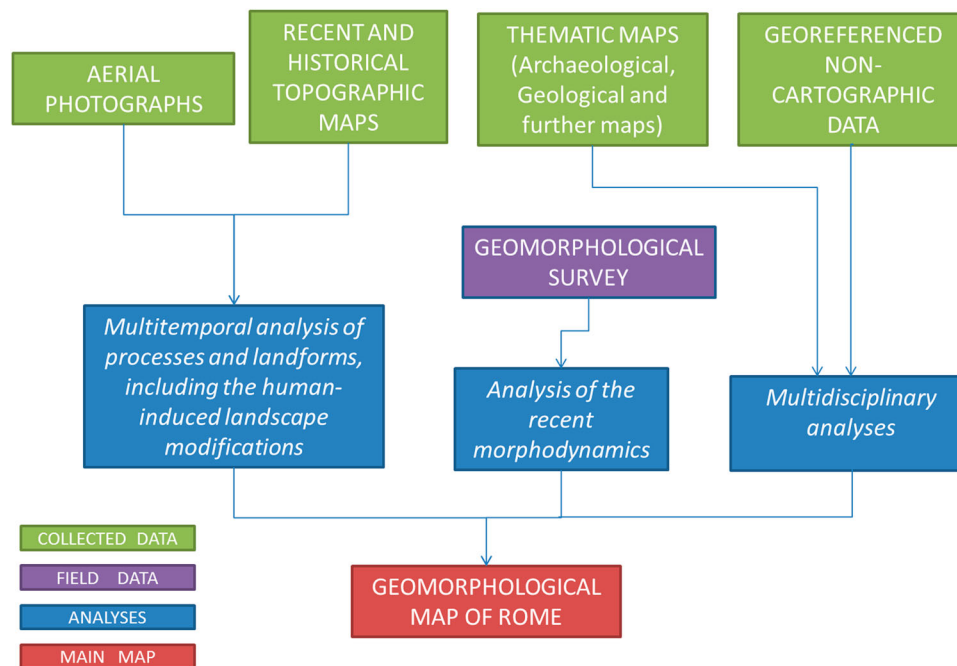 AERIAL
PHOTOGRAPHS
RECENT AND
HISTORICAL
TOPOGRAPHIC
MAPS
THEMATIC MAPS
(Archaeological,
Geological and
further maps)
GEOREFERENCED
NON-
CARTOGRAPHIC
DATA
GEOMORPHOLOGICAL
SURVEY
Multitemporal analysis of
processes and landforms,
including the human-
induced landscape
modifications
Analysis of the
recent
morphodynamics
Multidisciplinary
analyses
COLLECTED DATA
FIELD DATA
ANALYSES
MAIN MAP
GEOMORPHOLOGICAL
MAP OF ROME